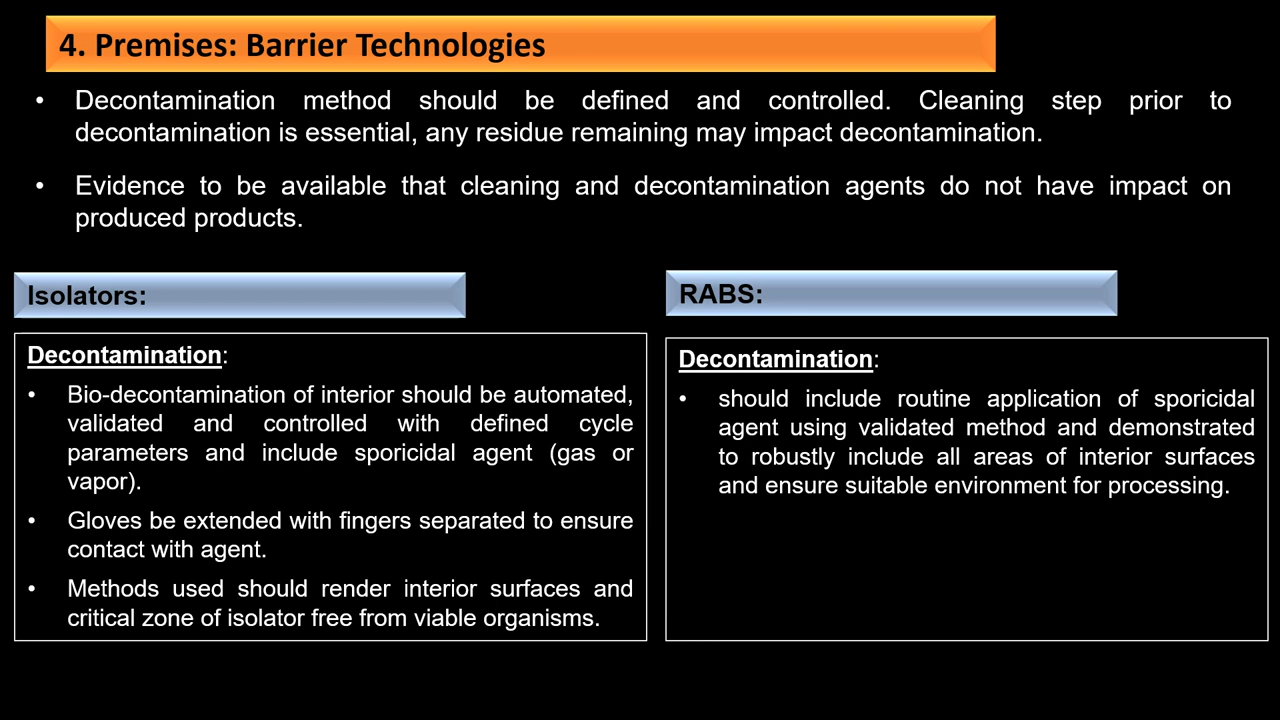 4. Premises: Barrier Technologies
• Decontamination method should be defined and controlled. Cleaning step prior to
decontamination is essential, any residue remaining may impact decontamination.
• Evidence to be available that cleaning and decontamination agents do not have impact on
produced products.
Isolators:
Decontamination:
• Bio-decontamination of interior should be automated,
validated and controlled with defined cycle
parameters and include sporicidal agent (gas or
vapor).
• Gloves be extended with fingers separated to ensure
contact with agent.
• Methods used should render interior surfaces and
critical zone of isolator free from viable organisms.
RABS:
Decontamination:
• should include routine application of sporicidal
agent using validated method and demonstrated
to robustly include all areas of interior surfaces
and ensure suitable environment for processing.